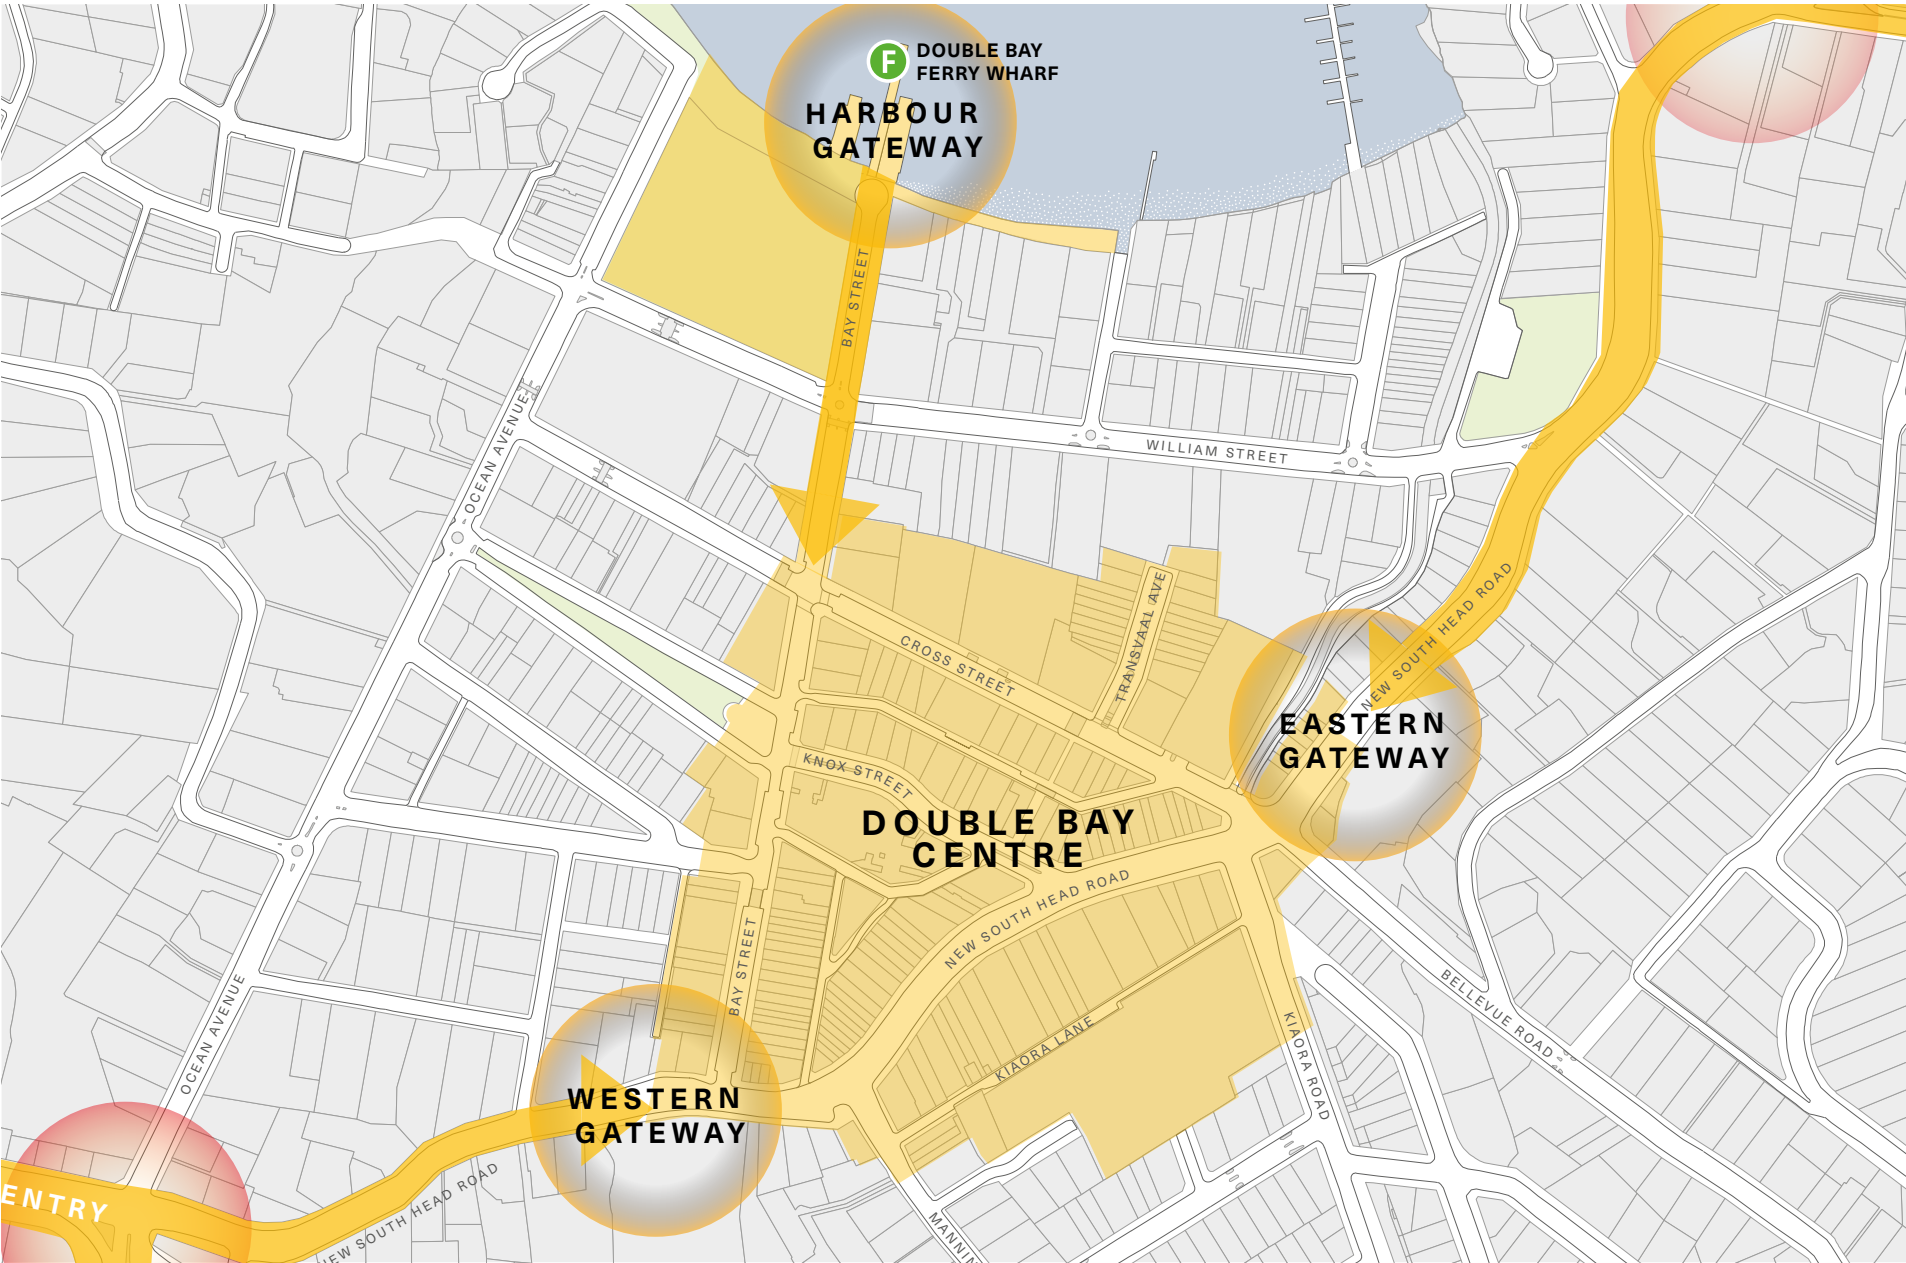 F
DOUBLE BAY
FERRY WHARF
HARBOUR
GATEWAY
BAY STREET
OCEAN AVENUE
WILLIAM STREET
NEW SOUTH HEAD ROAD
TRANSVAAL AVE
CROSS STREET
EASTERN
GATEWAY
KNOX STREET
DOUBLE BAY
CENTRE
NEW SOUTH HEAD ROAD
BAY STREET
OCEAN AVENUE
BELLEVUE ROAD
KIAORA LANE
KIAORA ROAD
WESTERN
GATEWAY
ENTRY
NEW SOUTH HEAD ROAD
MANNIN